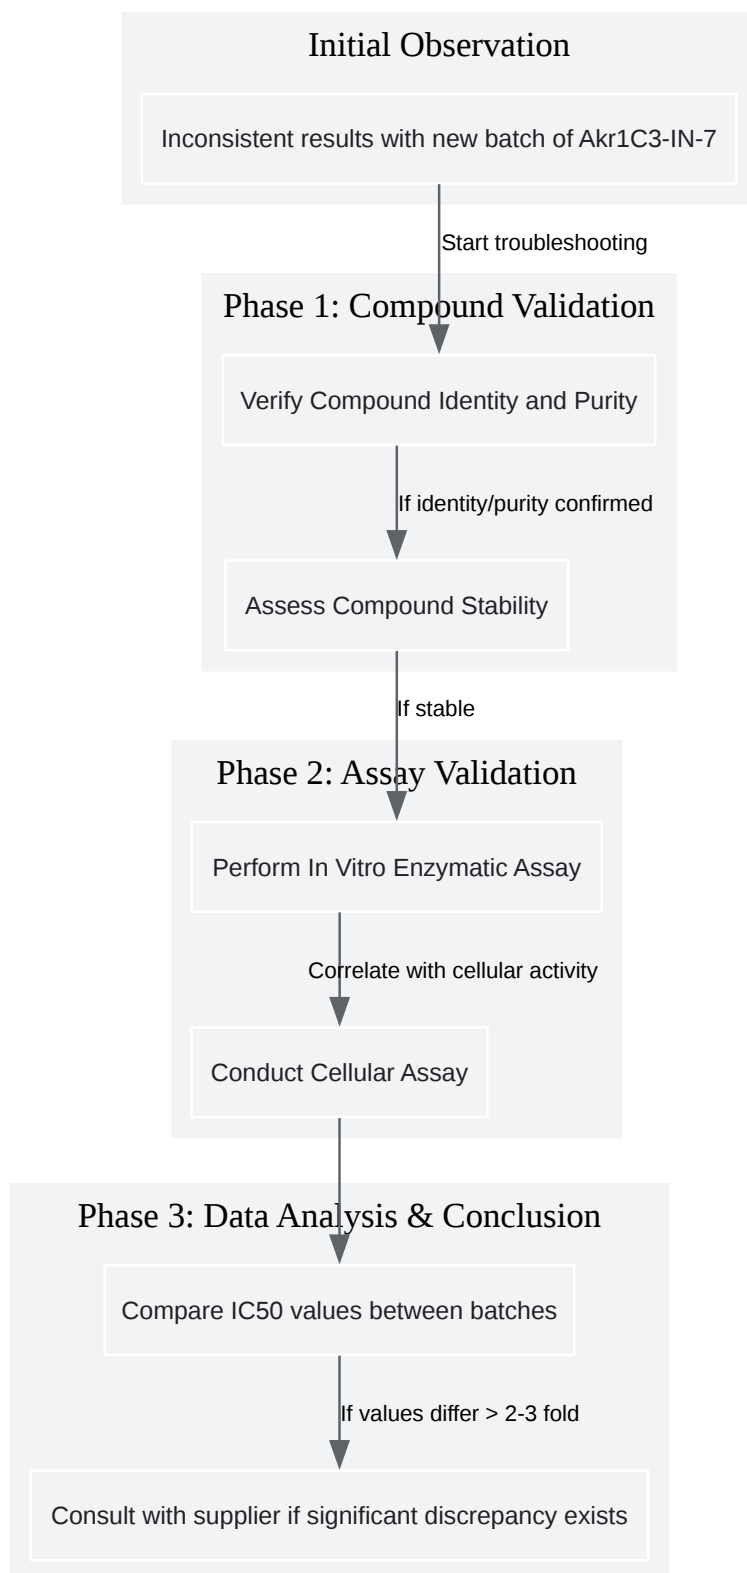 Initial Observation
Inconsistent results with new batch of Akr1C3-IN-7
Start troubleshooting
Phase 1: Compound Validation
Verify Compound Identity and Purity
If identity/purity confirmed
Assess Compound Stability
If stable
Phase 2: Assay Validation
Perform In Vitro Enzymatic Assay
Correlate with cellular activity
Conduct Cellular Assay
Phase 3: Data Analysis & Conclusion
Compare IC50 values between batches
If values differ > 2-3 fold
Consult with supplier if significant discrepancy exists